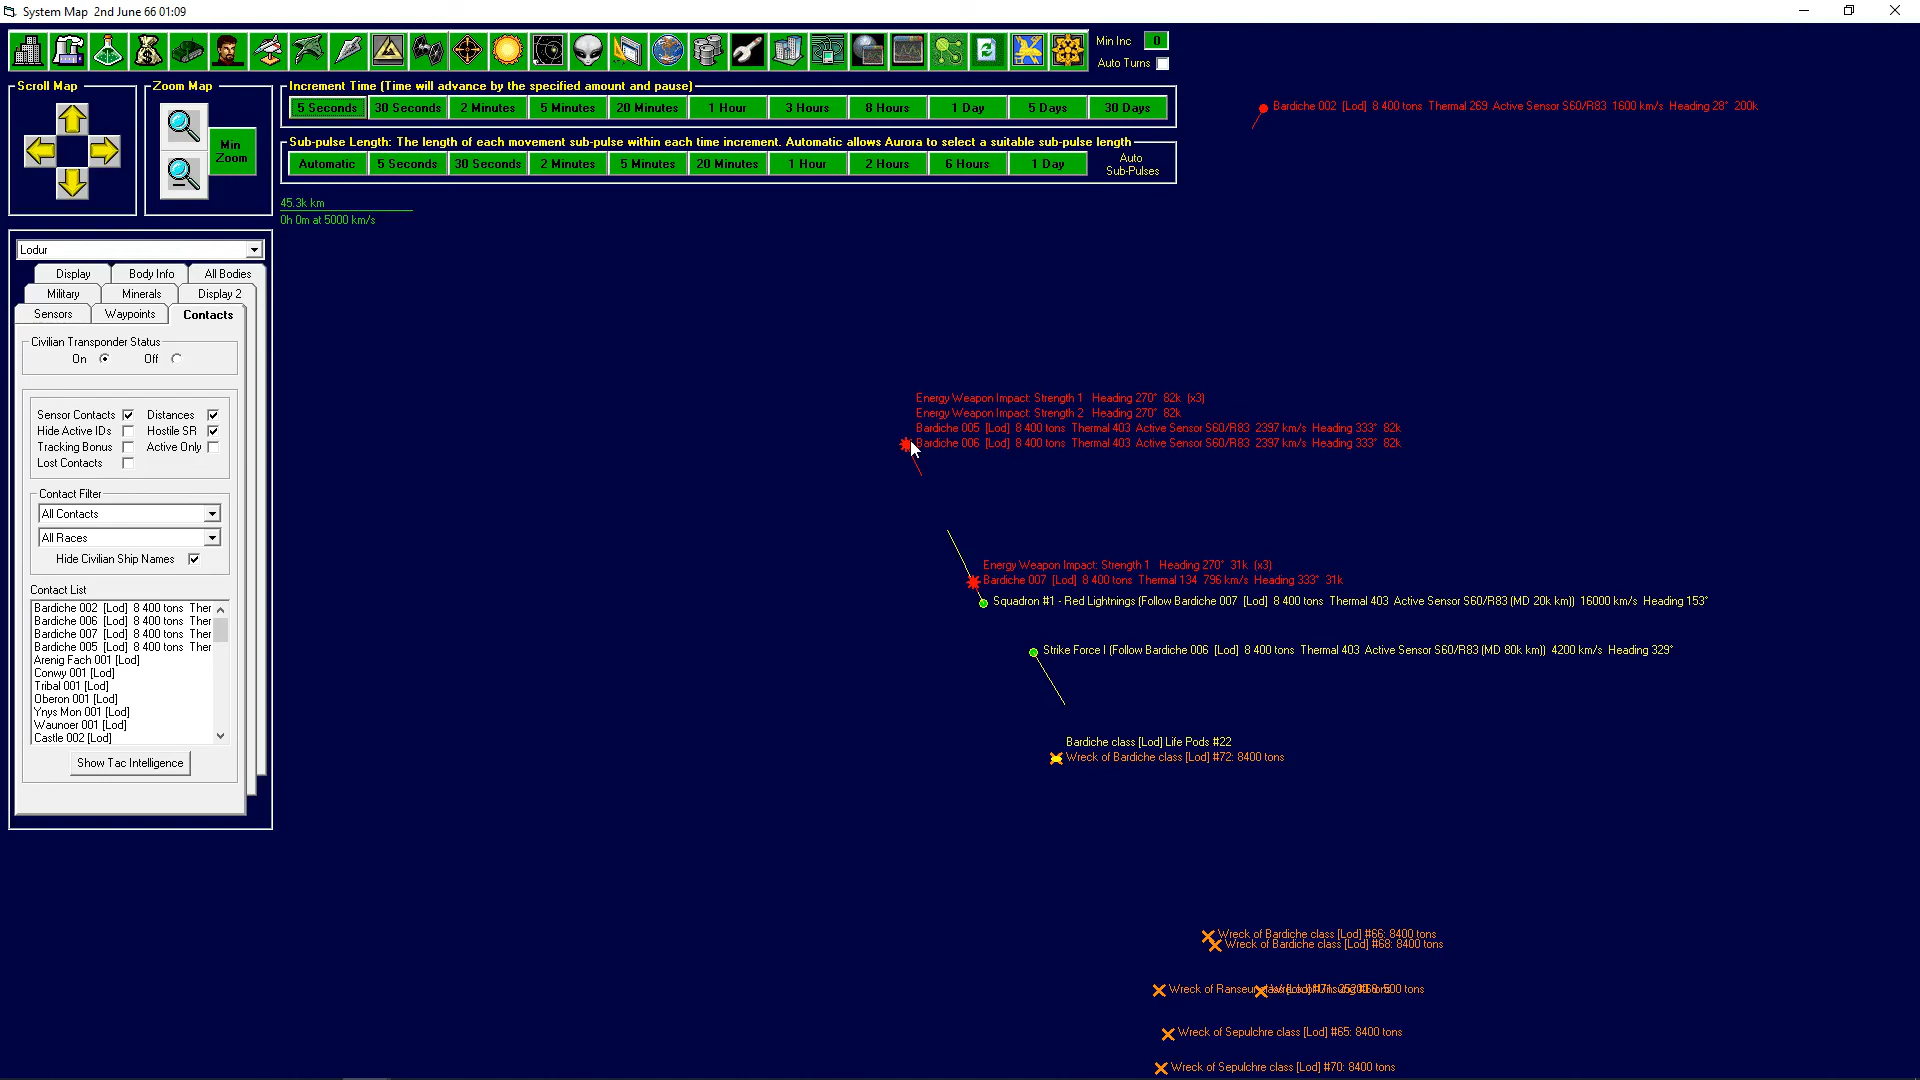 System Map  2nd June 66 01:09
Min Inc
0
Auto Turns
Scroll Map
Zoom Map
Min Zoom
Increment Time (Time will advance by the specified amount and pause)
5 Seconds
30 Seconds
2 Minutes
5 Minutes
20 Minutes
1 Hour
3 Hours
8 Hours
1 Day
5 Days
30 Days
Sub-pulse Length: The length of each movement sub-pulse within each time increment. Automatic allows Aurora to select a suitable sub-pulse length
Automatic
5 Seconds
30 Seconds
2 Minutes
5 Minutes
20 Minutes
1 Hour
2 Hours
6 Hours
1 Day
Auto
Sub-Pulses
45.3k km
0h 0m at 5000 km/s
Lodur
Display
Body Info
All Bodies
Military
Minerals
Display 2
Sensors
Waypoints
Contacts
Civilian Transponder Status
On
Off
Sensor Contacts
Distances
Hide Active IDs
Hostile SR
Tracking Bonus
Active Only
Lost Contacts
Contact Filter
All Contacts
All Races
Hide Civilian Ship Names
Contact List
Bardiche 002  [Lod]  8 400 tons  Ther
Bardiche 006  [Lod]  8 400 tons  Ther
Bardiche 007  [Lod]  8 400 tons  Ther
Bardiche 005  [Lod]  8 400 tons  Ther
Arenig Fach 001 [Lod]
Conwy 001 [Lod]
Tribal 001 [Lod]
Oberon 001 [Lod]
Ynys Mon 001 [Lod]
Waunoer 001 [Lod]
Castle 002 [Lod]
Show Tac Intelligence
Bardiche 002  [Lod]  8 400 tons  Thermal 269  Active Sensor S60/R83  1600 km/s  Heading 28°  200k
Energy Weapon Impact: Strength 1  Heading 270°  82k  (x3)
Energy Weapon Impact: Strength 2  Heading 270°  82k
Bardiche 005  [Lod]  8 400 tons  Thermal 403  Active Sensor S60/R83  2397 km/s  Heading 333°  82k
Bardiche 006  [Lod]  8 400 tons  Thermal 403  Active Sensor S60/R83  2397 km/s  Heading 333°  82k
Energy Weapon Impact: Strength 1  Heading 270°  31k  (x3)
Bardiche 007  [Lod]  8 400 tons  Thermal 134  796 km/s  Heading 333°  31k
Squadron #1 - Red Lightnings (Follow Bardiche 007  [Lod]  8 400 tons  Thermal 403  Active Sensor S60/R83 (MD 20k km))  16000 km/s  Heading 153°
Strike Force I (Follow Bardiche 006  [Lod]  8 400 tons  Thermal 403  Active Sensor S60/R83 (MD 80k km))  4200 km/s  Heading 329°
Bardiche class [Lod] Life Pods #22
Wreck of Bardiche class [Lod] #72: 8400 tons
Wreck of Bardiche class [Lod] #66: 8400 tons
Wreck of Bardiche class [Lod] #68: 8400 tons
Wreck of
tons
Wreck of Sepulchre class [Lod] #65: 8400 tons
Wreck of Sepulchre class [Lod] #70: 8400 tons